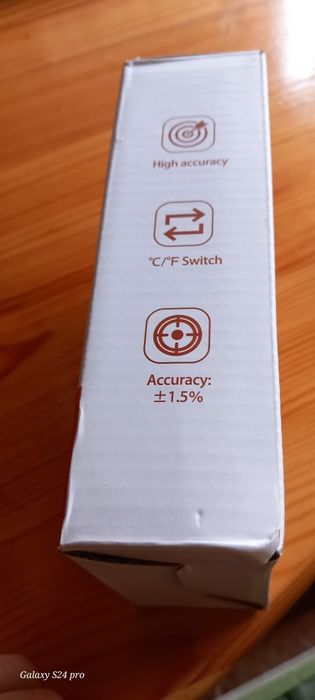 High accuracy
°C/°F Switch
Accuracy:
±1.5%
Galaxy S24 pro